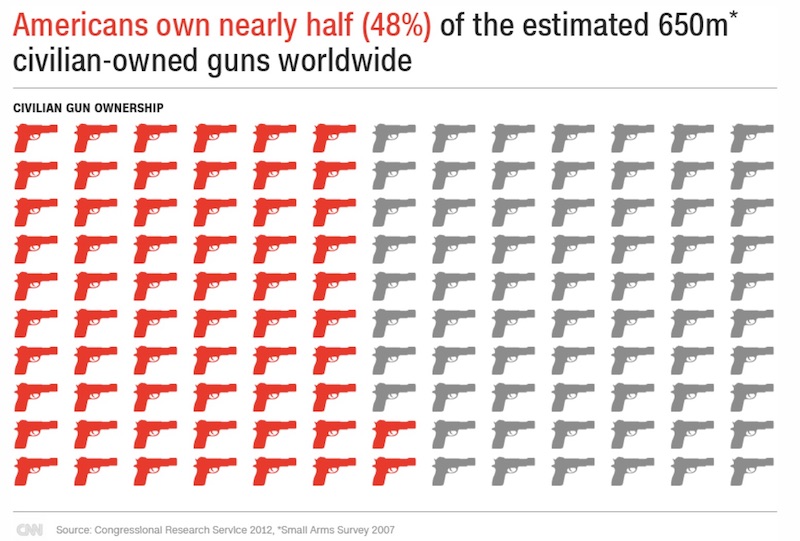 Americans own nearly half (48%) of the estimated 650m*
civilian-owned guns worldwide
CIVILIAN GUN OWNERSHIP
CNN Source: Congressional Research Service 2012, *Small Arms Survey 2007